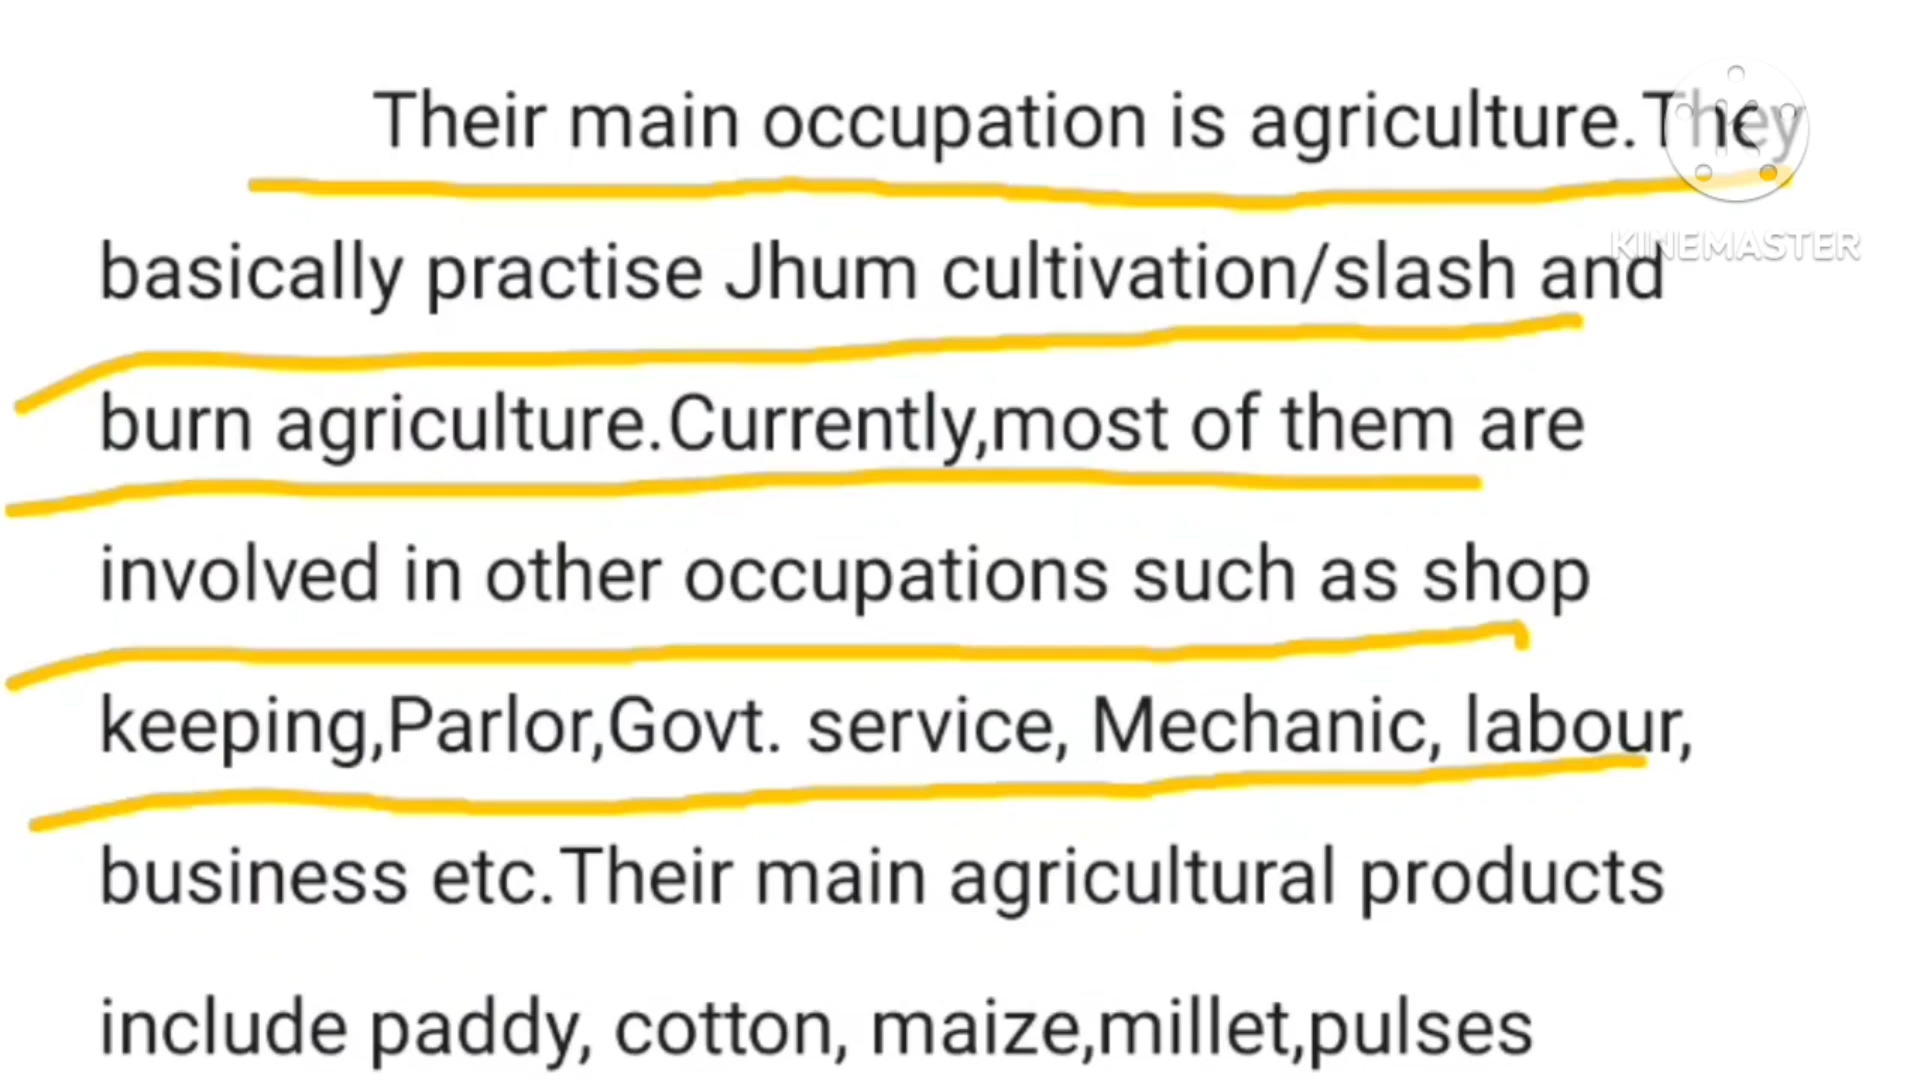 Their main occupation is agriculture.They
KINEMASTER
basically practise Jhum cultivation/slash and
burn agriculture.Currently,most of them are
involved in other occupations such as shop
keeping,Parlor,Govt. service, Mechanic, labour,
business etc.Their main agricultural products
include paddy, cotton, maize,millet,pulses